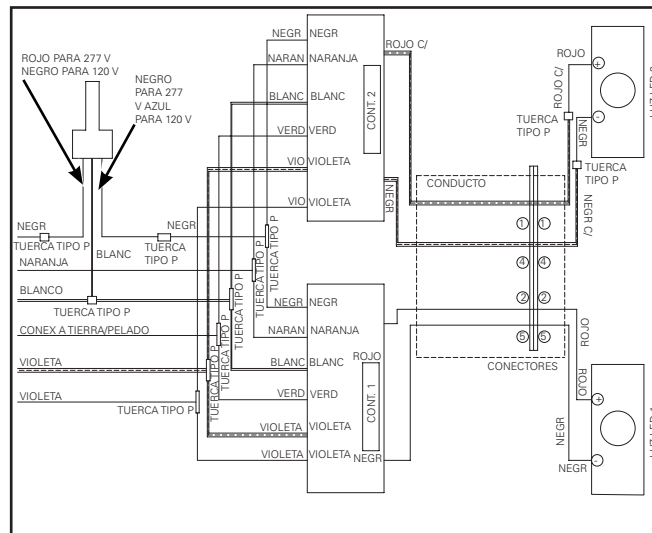 ROJO PARA 277 V
NEGRO PARA 120 V
NEGRO
PARA 277
V AZUL
PARA 120 V
NEGR
TUERCA TIPO P
BLANC
NEGR
TUERCA
TIPO P
NARANJA
BLANCO
TUERCA TIPO P
CONEX A TIERRA/PELADO
VIOLETA
VIOLETA
TUERCA TIPO P
NEGR
NEGR
NARAN
NARANJA
BLANC
BLANC
VERD
VERD
VIO
VIOLETA
VIO
VIOLETA
CONT. 2
ROJO C/
NEGR
TUERCA TIPO P
TUERCA TIPO P
TUERCA TIPO P
TUERCA TIPO P
TUERCA TIPO P
NEGR
NEGR
NARAN
NARANJA
BLANC
BLANC
ROJO
VERD
VERD
VIOLETA
VIOLETA
VIOLETA
VIOLETA
NEGR
CONT. 1
CONDUCTO
1 1
4 4
2 2
5 5
CONECTORES
ROJO
ROJO C/
+
-
NEGR
TUERCA
TIPO P
TUERCA
TIPO P
NEGR C/
ROJO
ROJO
+
NEGR
NEGR
-